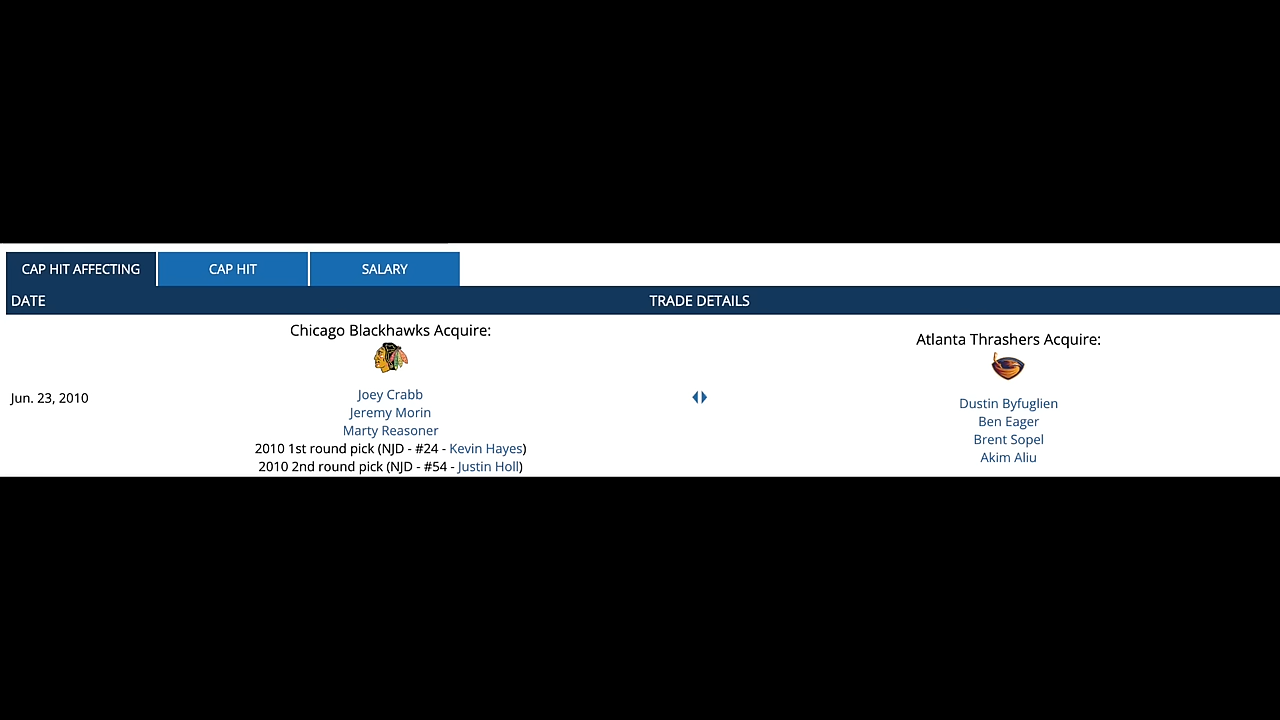 CAP HIT AFFECTING CAP HIT SALARY
DATE TRADE DETAILS
Chicago Blackhawks Acquire:
Joey Crabb
Jeremy Morin
Marty Reasoner
2010 1st round pick (NJD - #24 - Kevin Hayes)
2010 2nd round pick (NJD - #54 - Justin Holl)
Jun. 23, 2010
Atlanta Thrashers Acquire:
Dustin Byfuglien
Ben Eager
Brent Sopel
Akim Aliu